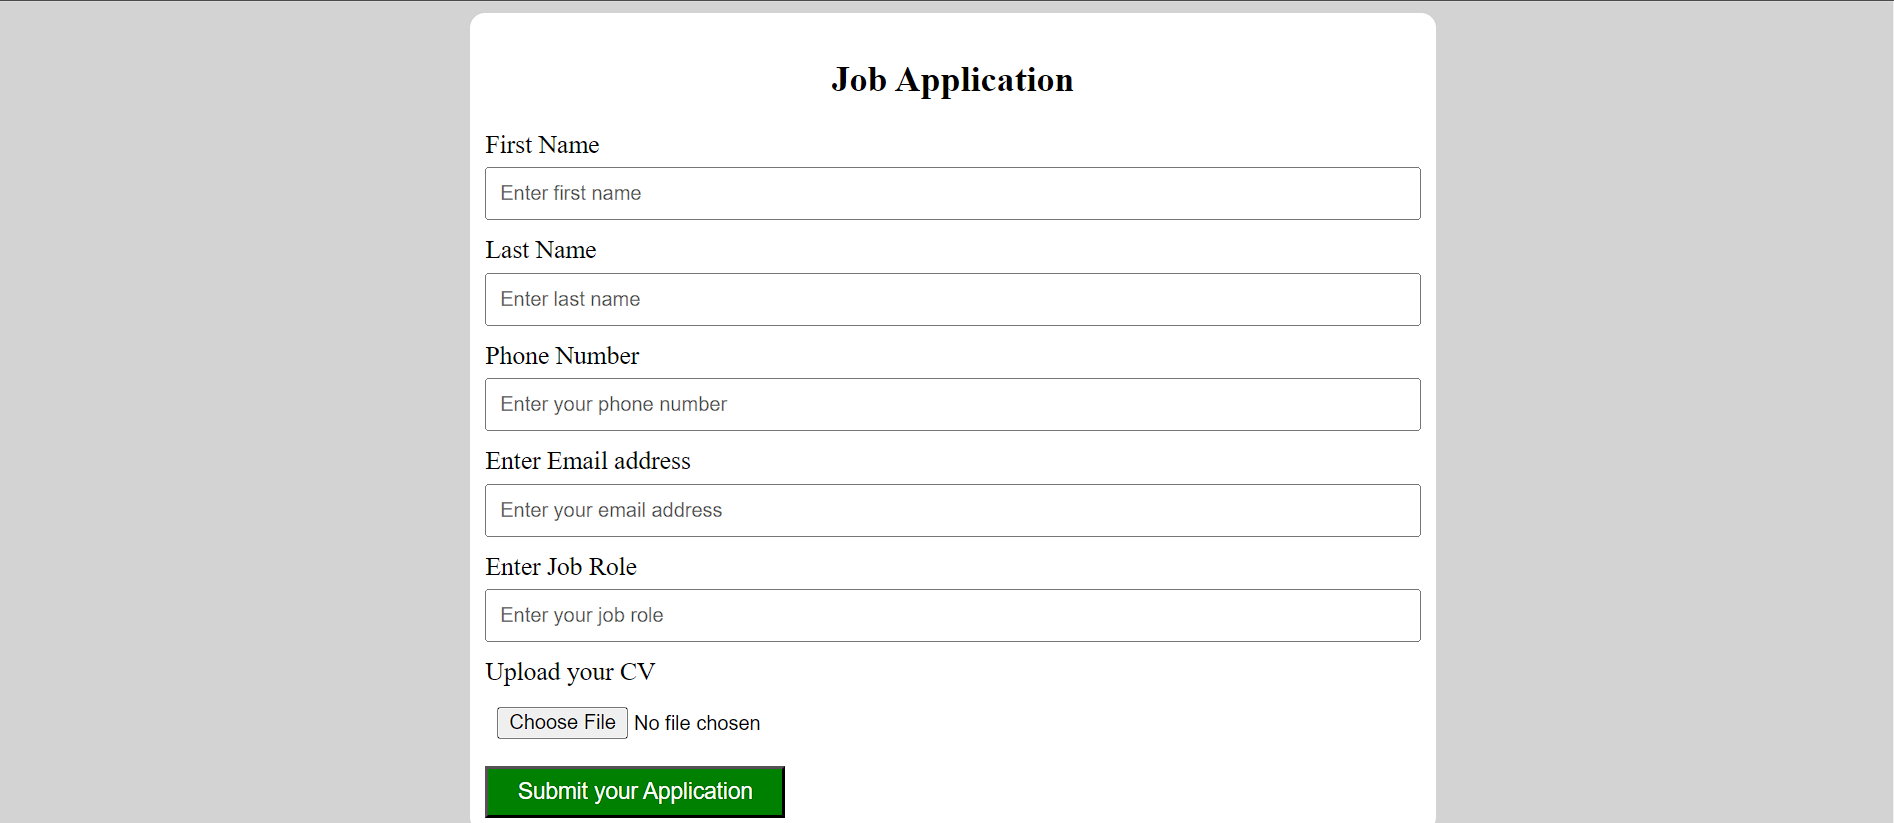 Job Application
First Name
Enter first name
Last Name
Enter last name
Phone Number
Enter your phone number
Enter Email address
Enter your email address
Enter Job Role
Enter your job role
Upload your CV
Choose File No file chosen
Submit your Application